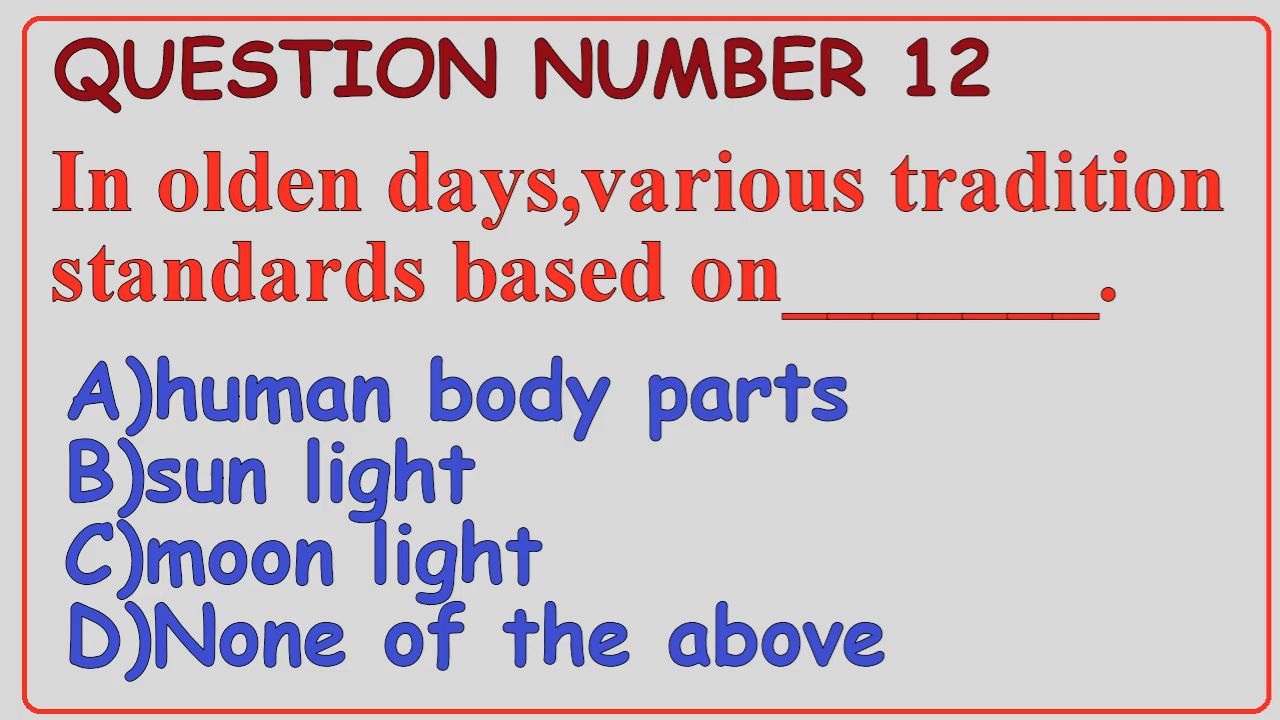 QUESTION NUMBER 12
In olden days,various tradition
standards based on_______.
A)human body parts
B)sun light
C)moon light
D)None of the above